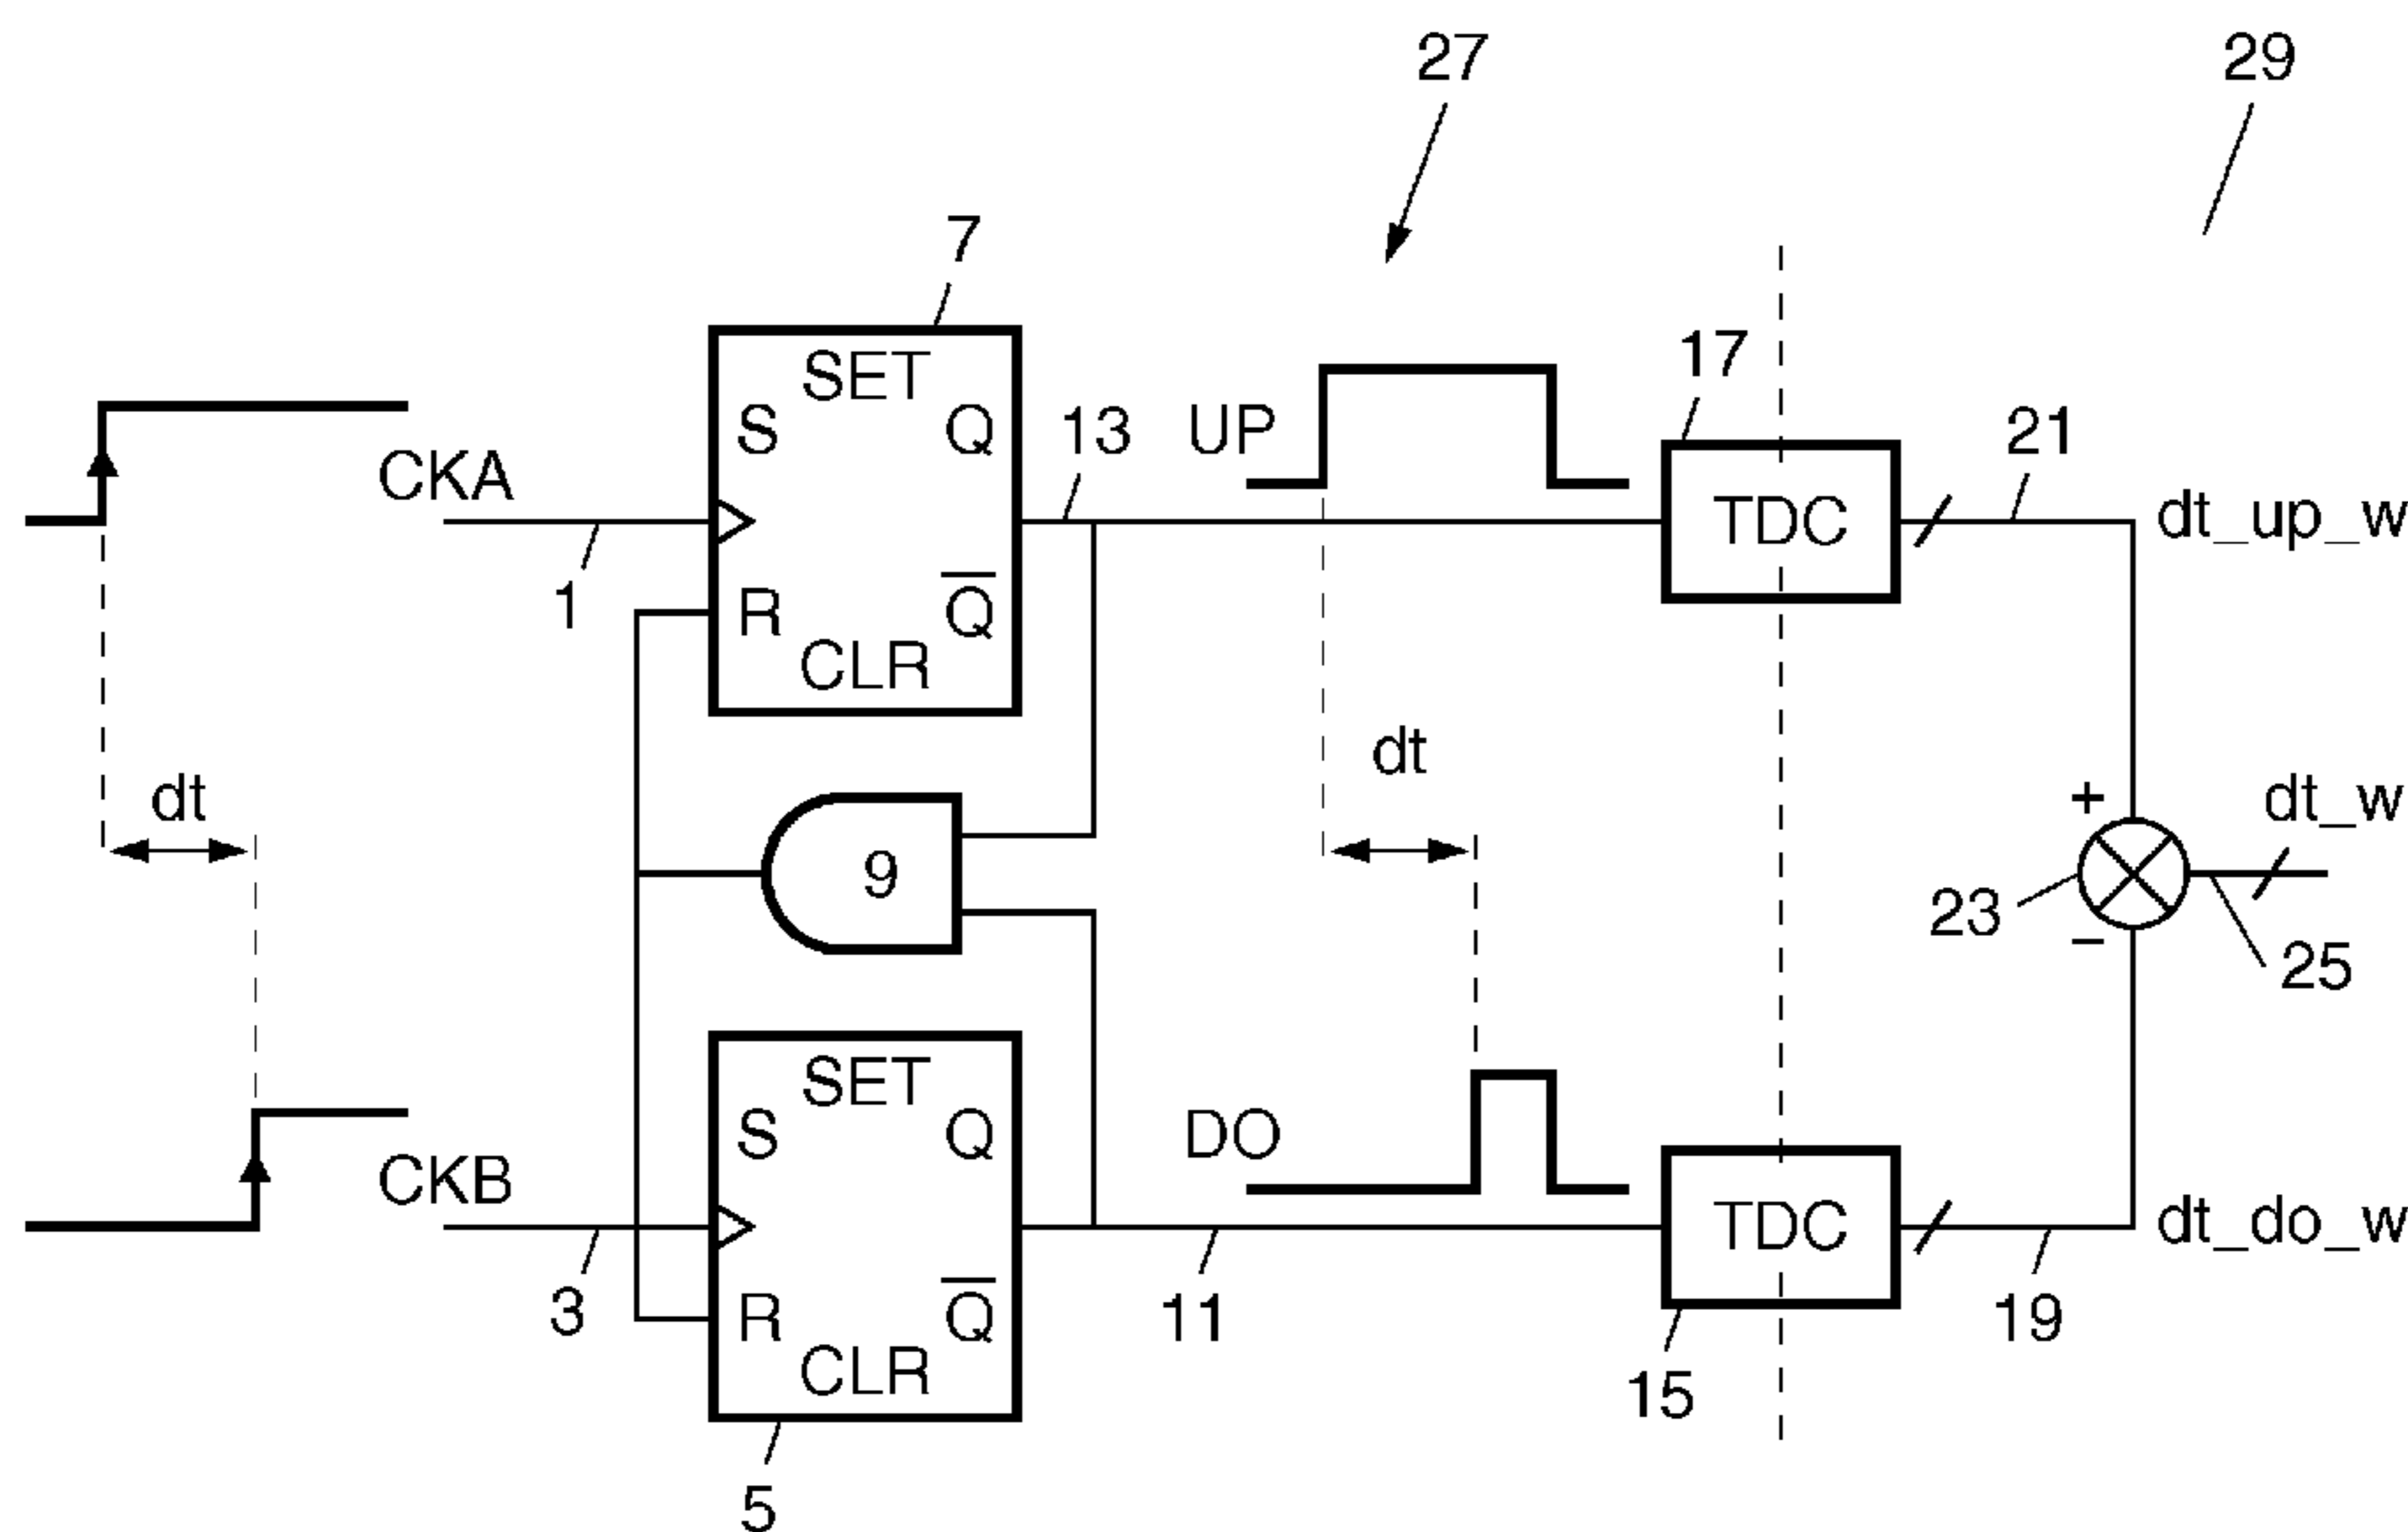 27
29
7
SET
S
Q
CKA
13
UP
17
TDC
21
dt_up_w
1
R
Q
CLR
dt
dt
9
+
dt_w
23
−
25
SET
S
Q
CKB
DO
TDC
dt_do_w
3
R
Q
CLR
11
19
15
5